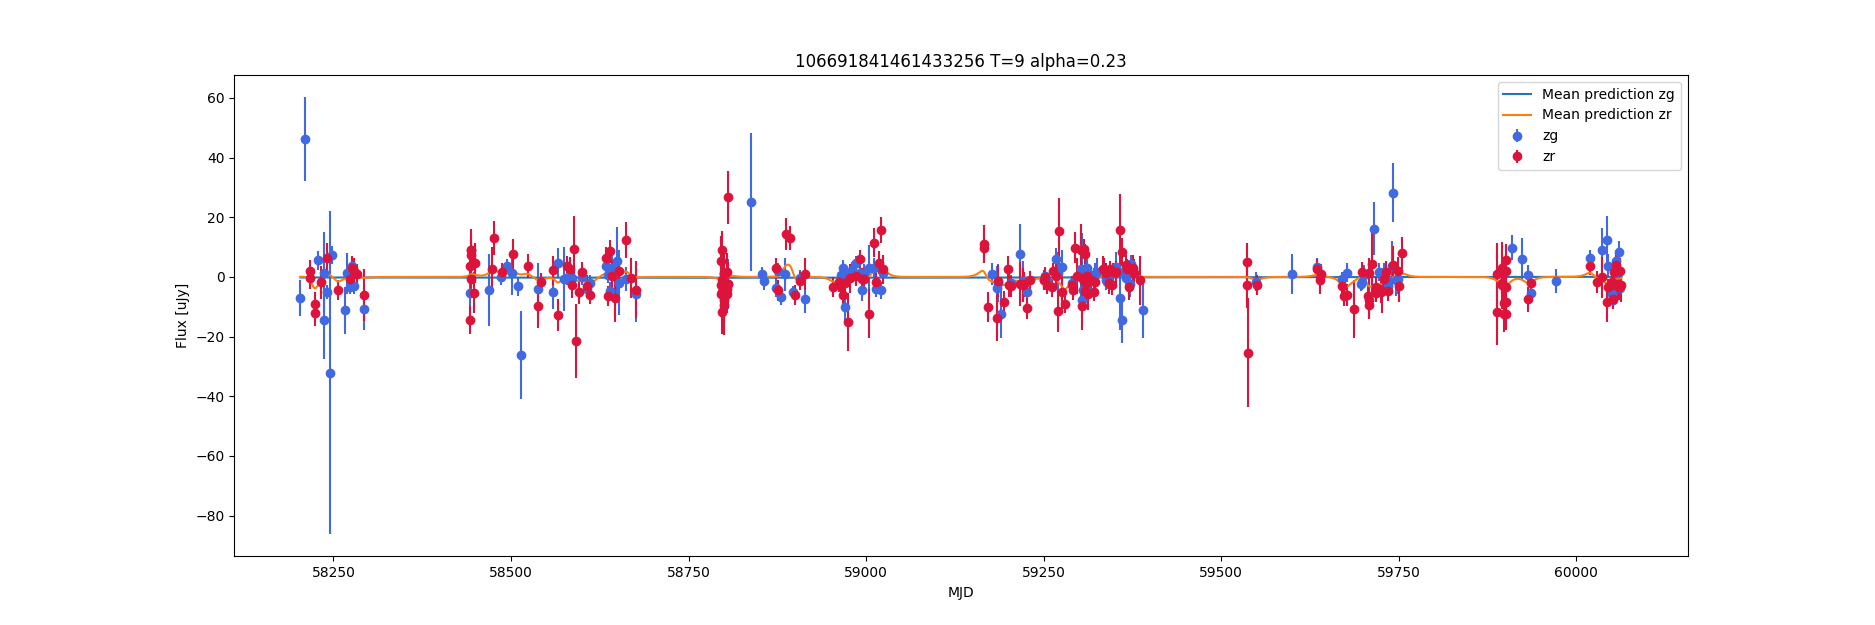 106691841461433256 T=9 alpha=0.23
Mean prediction zg
Mean prediction zr
zg
zr
60
40
20
0
−20
−40
−60
−80
Flux [uJy]
58250 58500 58750 59000 59250 59500 59750 60000
MJD